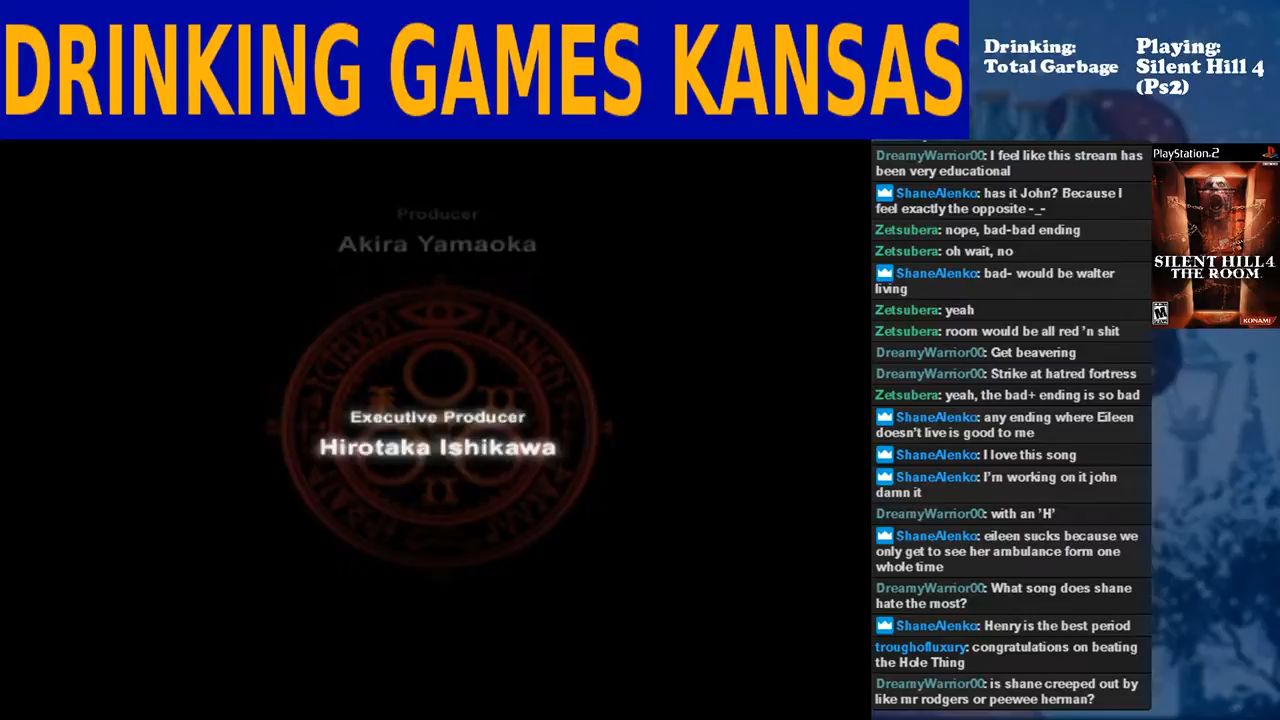 DRINKING GAMES KANSAS
Drinking:
Total Garbage
Playing:
Silent Hill 4
(Ps2)
Producer
Akira Yamaoka
Executive Producer
Hirotaka Ishikawa
DreamyWarrior00: I feel like this stream has
been very educational
ShaneAlenko: has it John? Because I
feel exactly the opposite -_-
Zetsubera: nope, bad-bad ending
Zetsubera: oh wait, no
ShaneAlenko: bad- would be walter
living
Zetsubera: yeah
Zetsubera: room would be all red 'n shit
DreamyWarrior00: Get beavering
DreamyWarrior00: Strike at hatred fortress
Zetsubera: yeah, the bad+ ending is so bad
ShaneAlenko: any ending where Eileen
doesn't live is good to me
ShaneAlenko: I love this song
ShaneAlenko: I'm working on it john
damn it
DreamyWarrior00: with an 'H'
ShaneAlenko: eileen sucks because we
only get to see her ambulance form one
whole time
DreamyWarrior00: What song does shane
hate the most?
ShaneAlenko: Henry is the best period
troughofluxury: congratulations on beating
the Hole Thing
DreamyWarrior00: is shane creeped out by
like mr rodgers or peewee herman?
PlayStation.2
SILENT HILL 4
THE ROOM
KONAMI